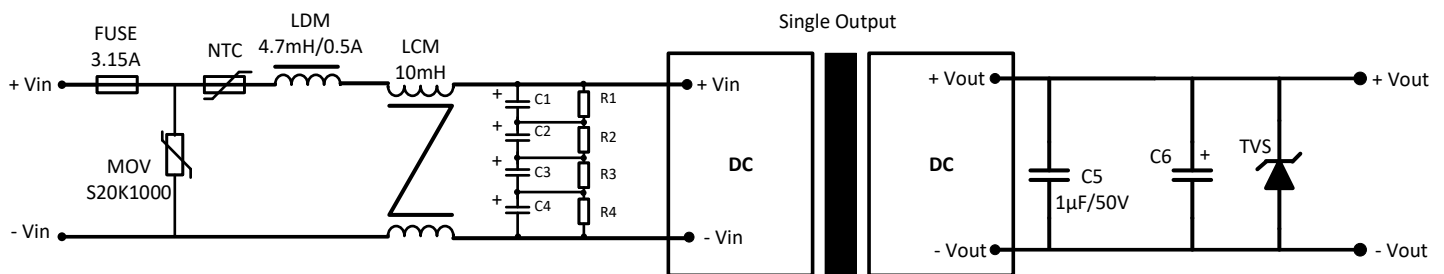 Single Output
FUSE
3.15A
NTC
LDM
4.7mH/0.5A
LCM
10mH
+ Vin
MOV
S20K1000
- Vin
+
C1
R1
+
C2
R2
+
C3
R3
+
C4
R4
+ Vin
DC
- Vin
+ Vout
DC
- Vout
C5
1µF/50V
C6
+
TVS
+ Vout
- Vout